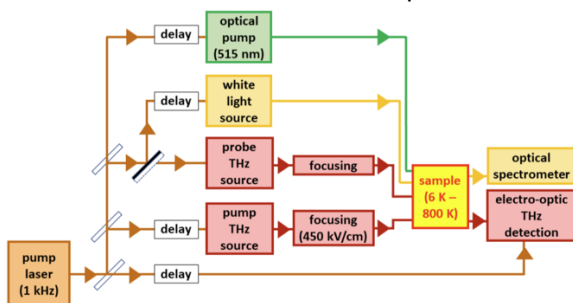 delay
optical
pump
(515 nm)
delay
white
light
source
probe
THz
source
focusing
sample
(6 K –
800 K)
optical
spectrometer
delay
pump
THz
source
focusing
(450 kV/cm)
electro-optic
THz
detection
pump
laser
(1 kHz)
delay